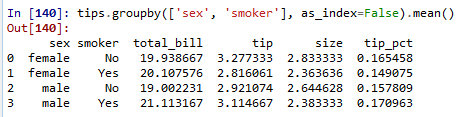 In [140]: tips.groupby(['sex', 'smoker'], as_index=False).mean()
Out[140]:
sex smoker total_bill tip size tip_pct
0 female No 19.938667 3.277333 2.833333 0.165458
1 female Yes 20.107576 2.816061 2.363636 0.149075
2 male No 19.002231 2.921074 2.644628 0.157809
3 male Yes 21.113167 3.114667 2.383333 0.170963